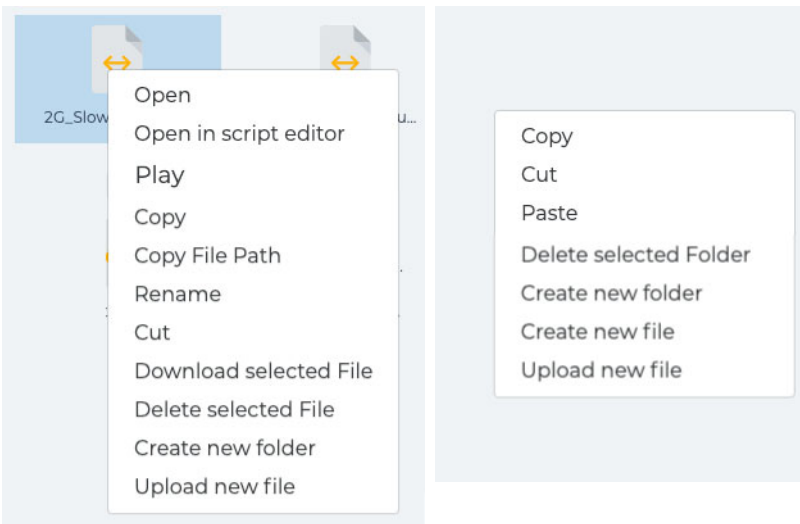 2G_Slow
u...
Open
Open in script editor
Play
Copy
Copy File Path
Rename
Cut
Download selected File
Delete selected File
Create new folder
Upload new file
Copy
Cut
Paste
Delete selected Folder
Create new folder
Create new file
Upload new file